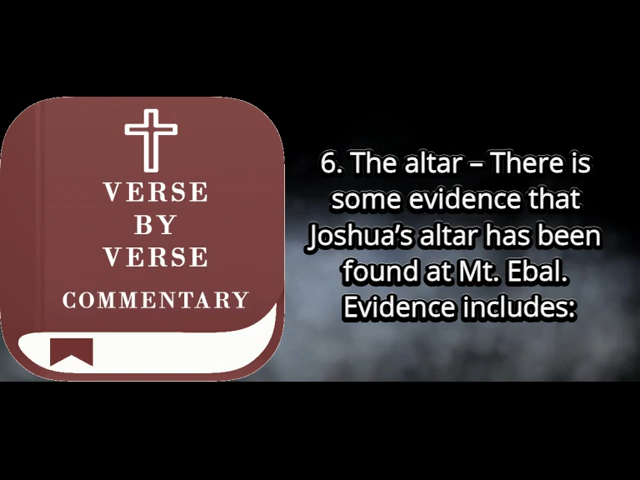 VERSE
BY
VERSE
COMMENTARY
6. The altar – There is
some evidence that
Joshua’s altar has been
found at Mt. Ebal.
Evidence includes: